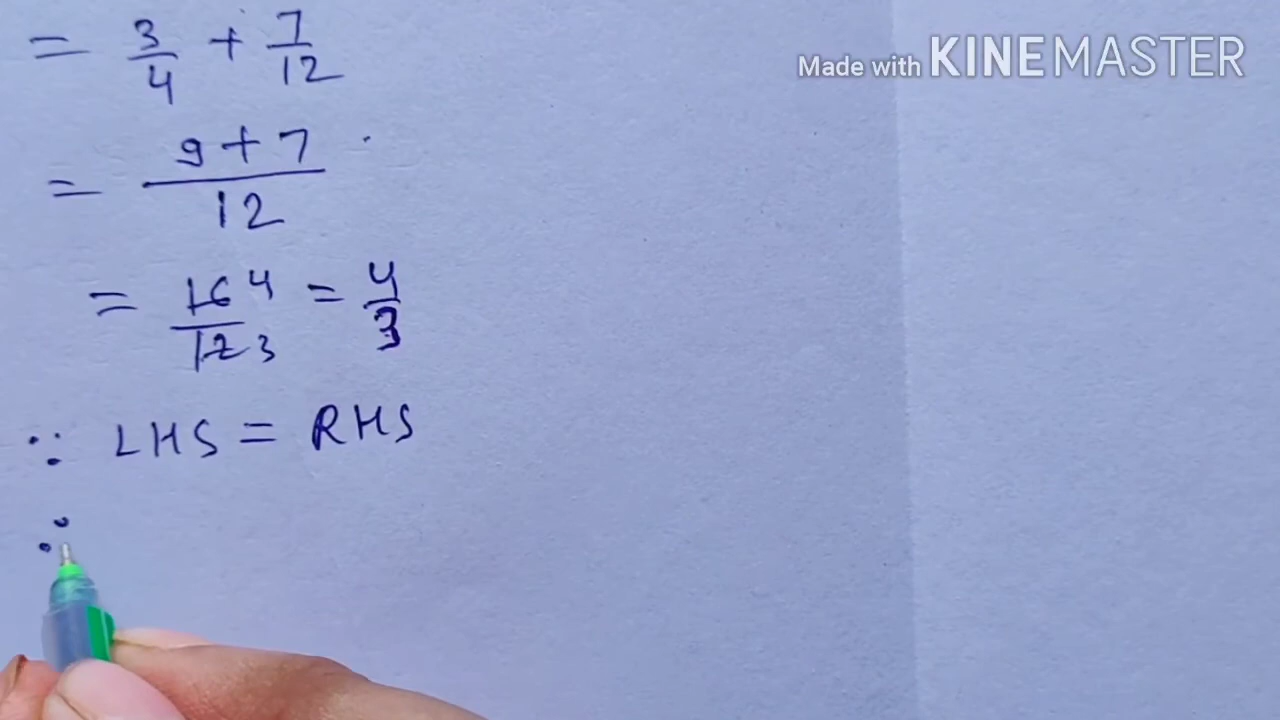 = 3/4 + 7/12
Made with KINEMASTER
= 9+7/12
= 16 4/12 3 = 4/3
∵ LHS = RHS
∴